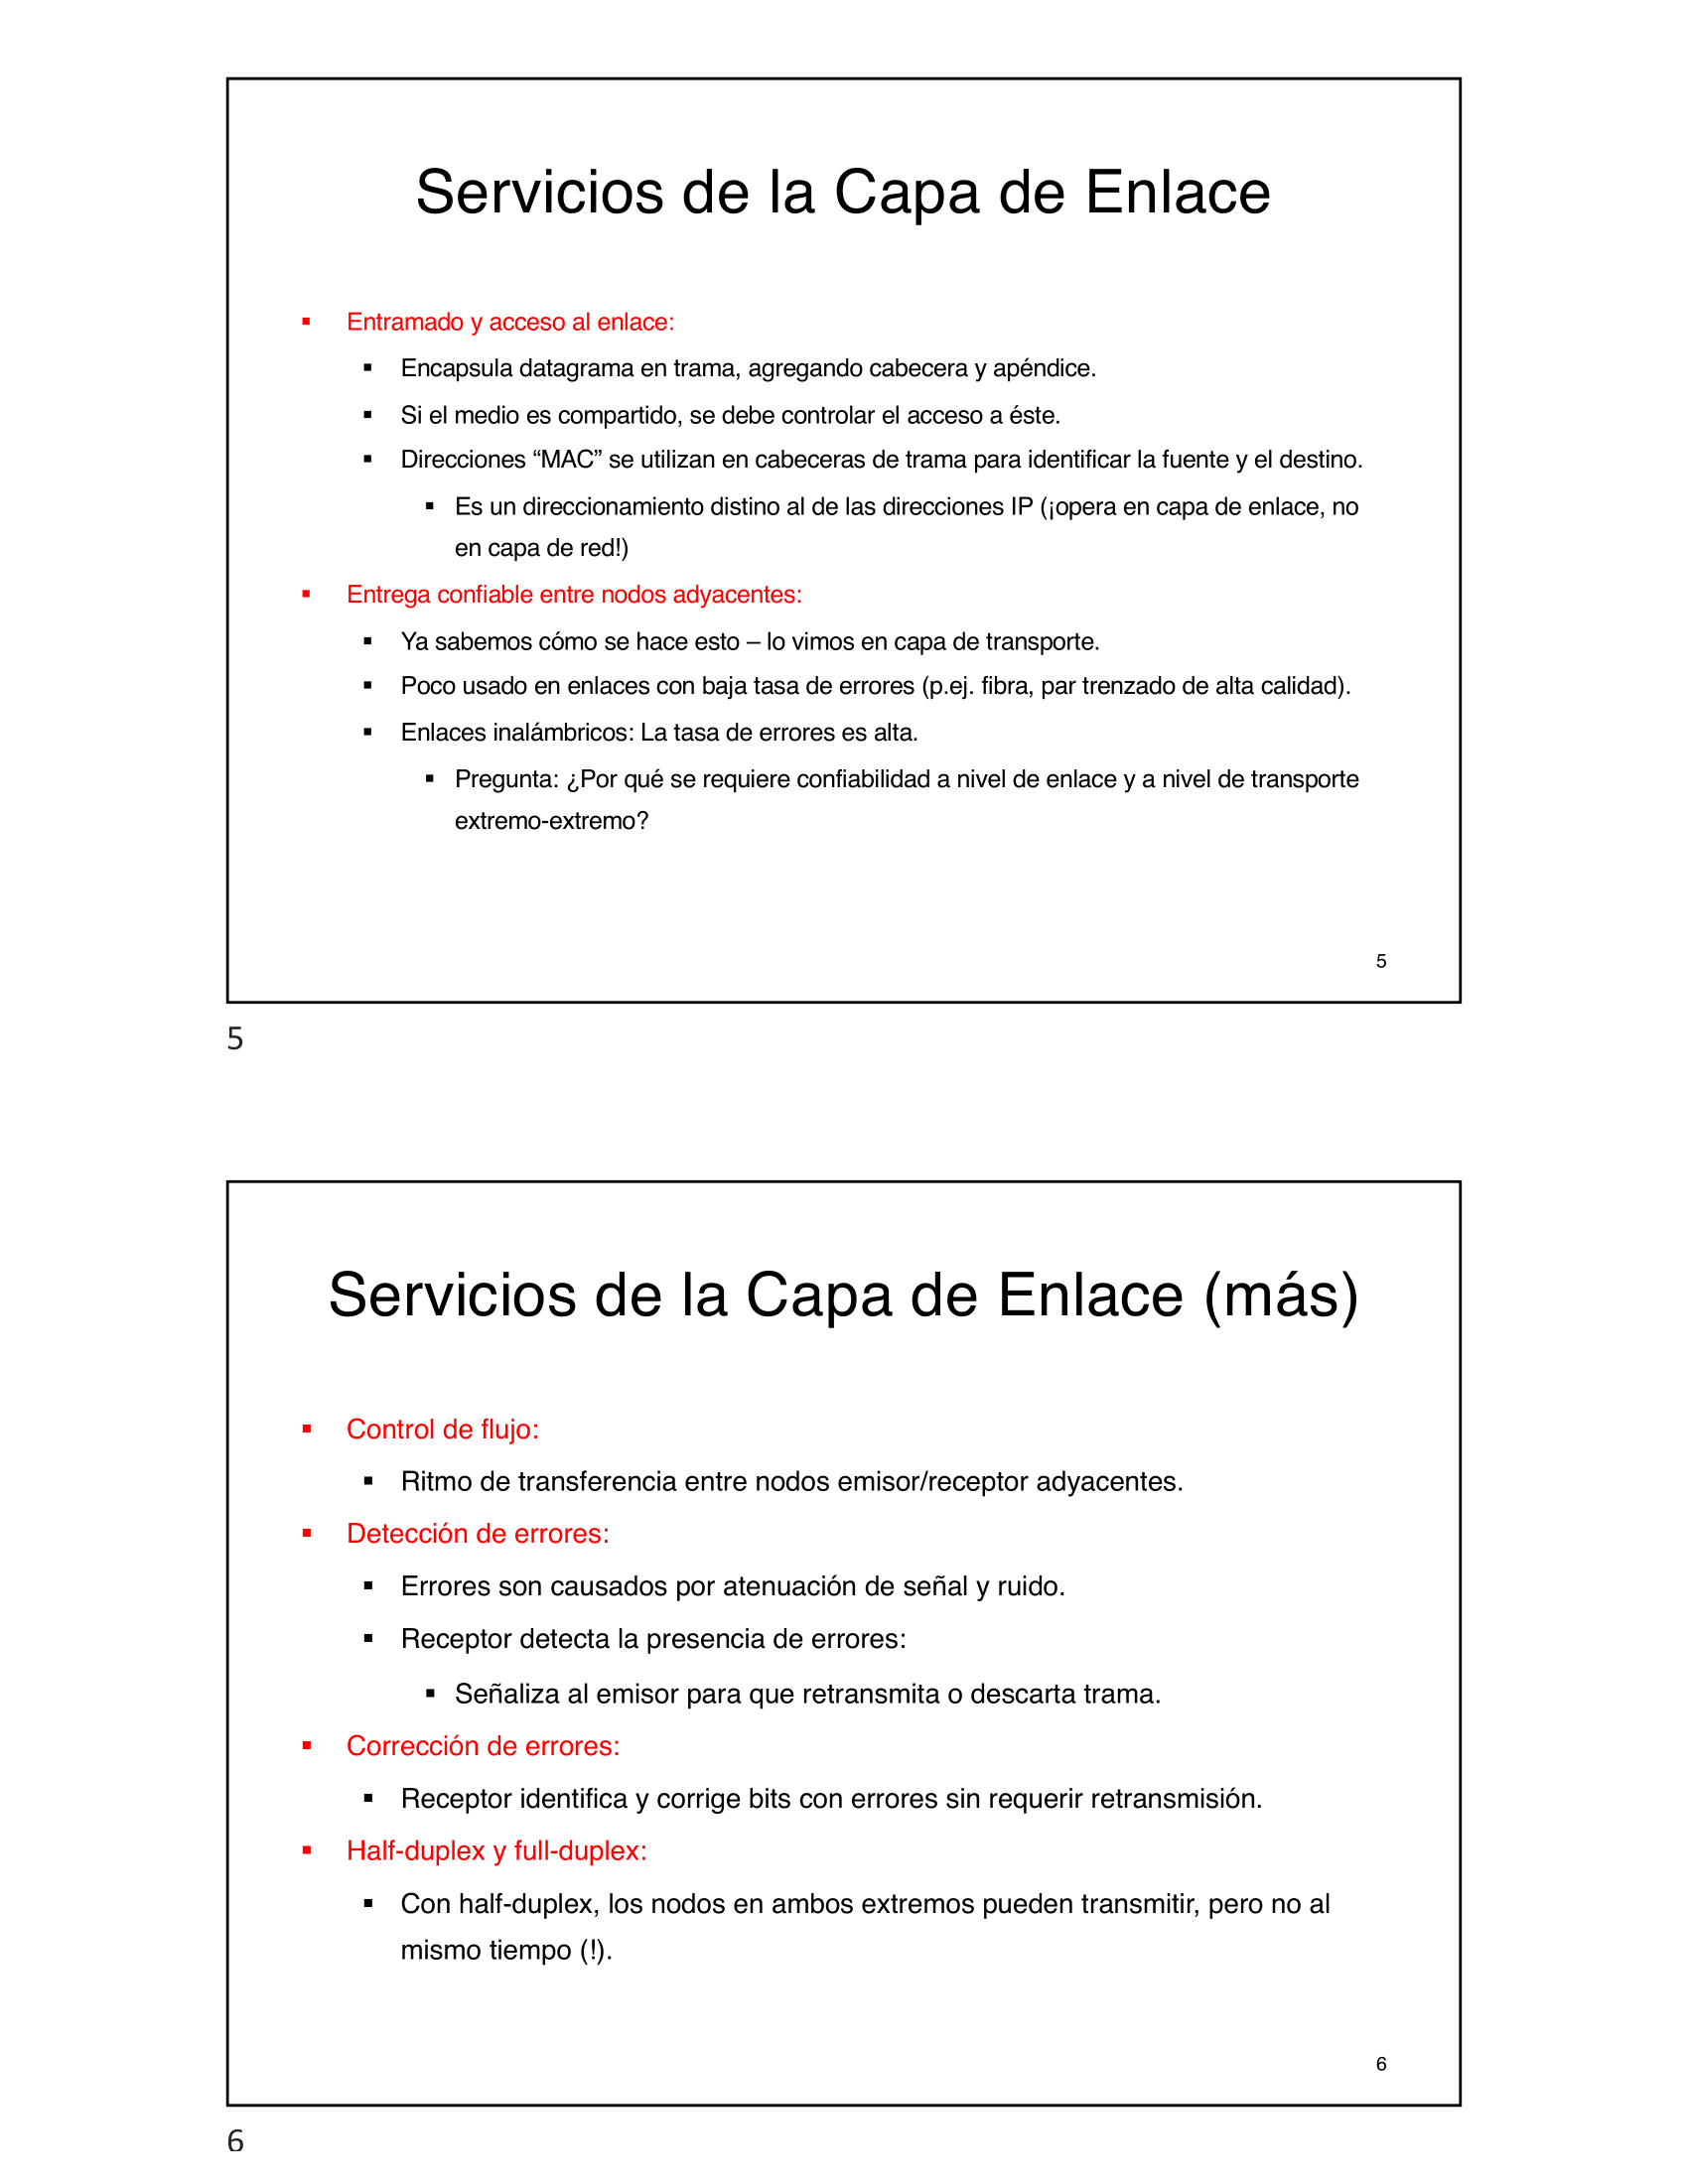 Servicios de la Capa de Enlace
▪ Entramado y acceso al enlace:
▪ Encapsula datagrama en trama, agregando cabecera y apéndice.
▪ Si el medio es compartido, se debe controlar el acceso a éste.
▪ Direcciones “MAC” se utilizan en cabeceras de trama para identificar la fuente y el destino.
▪ Es un direccionamiento distino al de las direcciones IP (¡opera en capa de enlace, no
en capa de red!)
▪ Entrega confiable entre nodos adyacentes:
▪ Ya sabemos cómo se hace esto – lo vimos en capa de transporte.
▪ Poco usado en enlaces con baja tasa de errores (p.ej. fibra, par trenzado de alta calidad).
▪ Enlaces inalámbricos: La tasa de errores es alta.
▪ Pregunta: ¿Por qué se requiere confiabilidad a nivel de enlace y a nivel de transporte
extremo-extremo?
5
5
Servicios de la Capa de Enlace (más)
▪ Control de flujo:
▪ Ritmo de transferencia entre nodos emisor/receptor adyacentes.
▪ Detección de errores:
▪ Errores son causados por atenuación de señal y ruido.
▪ Receptor detecta la presencia de errores:
▪ Señaliza al emisor para que retransmita o descarta trama.
▪ Corrección de errores:
▪ Receptor identifica y corrige bits con errores sin requerir retransmisión.
▪ Half-duplex y full-duplex:
▪ Con half-duplex, los nodos en ambos extremos pueden transmitir, pero no al
mismo tiempo (!).
6
6